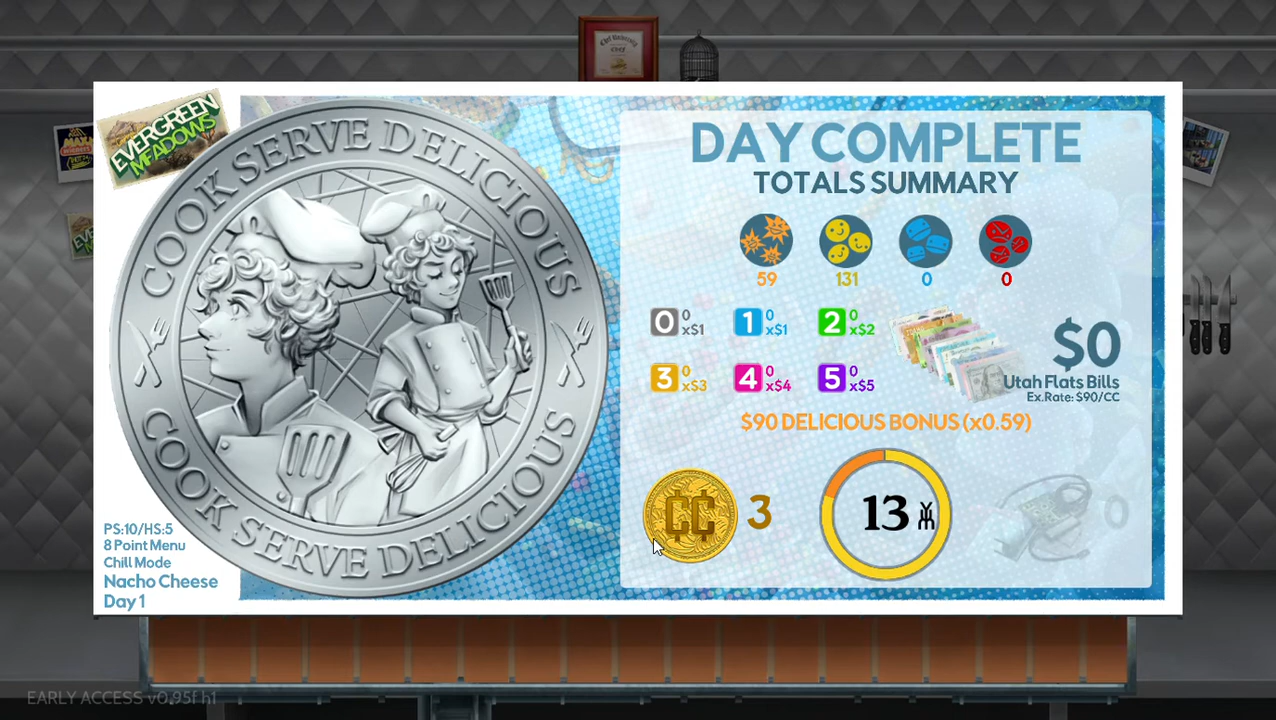 Chef University
EVERGREEN
MEADOWS
COOK SERVE DELICIOUS
COOK SERVE DELICIOUS
PS:10/HS:5
8 Point Menu
Chill Mode
Nacho Cheese
Day 1
DAY COMPLETE
TOTALS SUMMARY
59 131 0 0
0 0 x$1 1 0 x$1 2 0 x$2
3 0 x$3 4 0 x$4 5 0 x$5
$0
Utah Flats Bills
Ex.Rate: $90/CC
$90 DELICIOUS BONUS (x0.59)
CC 3 13 0
EARLY ACCESS v0.95f h1